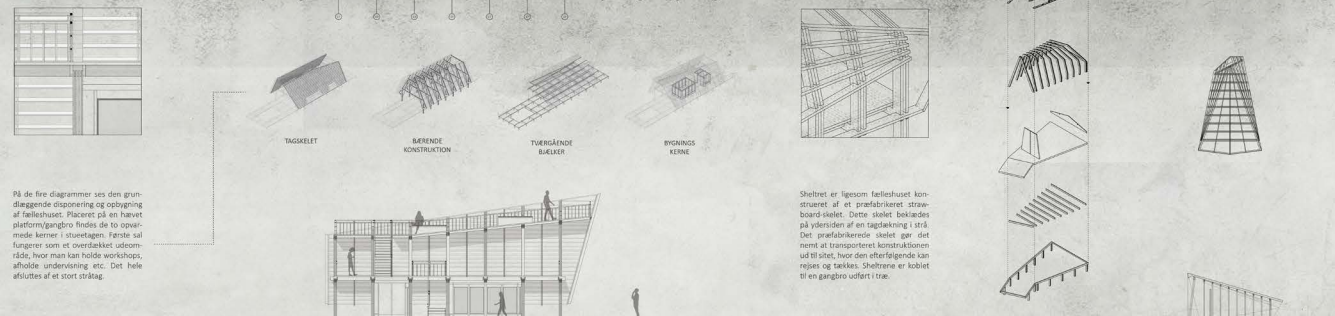 TAGSKELET
BÆRENDE
KONSTRUKTION
TVÆRGÅENDE
BJÆLKER
BYGNINGS
KERNE
På de fire diagrammer ses den grun-
dlæggende disponering og opbygning
af fælleshuset. Placeret på en hævet
platform/gangbro findes de to opvar-
mede kerner i stueetagen. Første sal
fungerer som et overdækket udeom-
råde, hvor man kan holde workshops,
afholde undervisning etc. Det hele
afsluttes af et stort stråtag.
Sheltret er ligesom fælleshuset kon-
strueret af et præfabrikeret straw-
board-skelet. Dette skelet beklædes
på ydersiden af en tagdækning i strå.
Det præfabrikerede skelet gør det
nemt at transporteret konstruktionen
ud til sitet, hvor den efterfølgende kan
rejses og tækkes. Sheltrene er koblet
til en gangbro udført i træ.